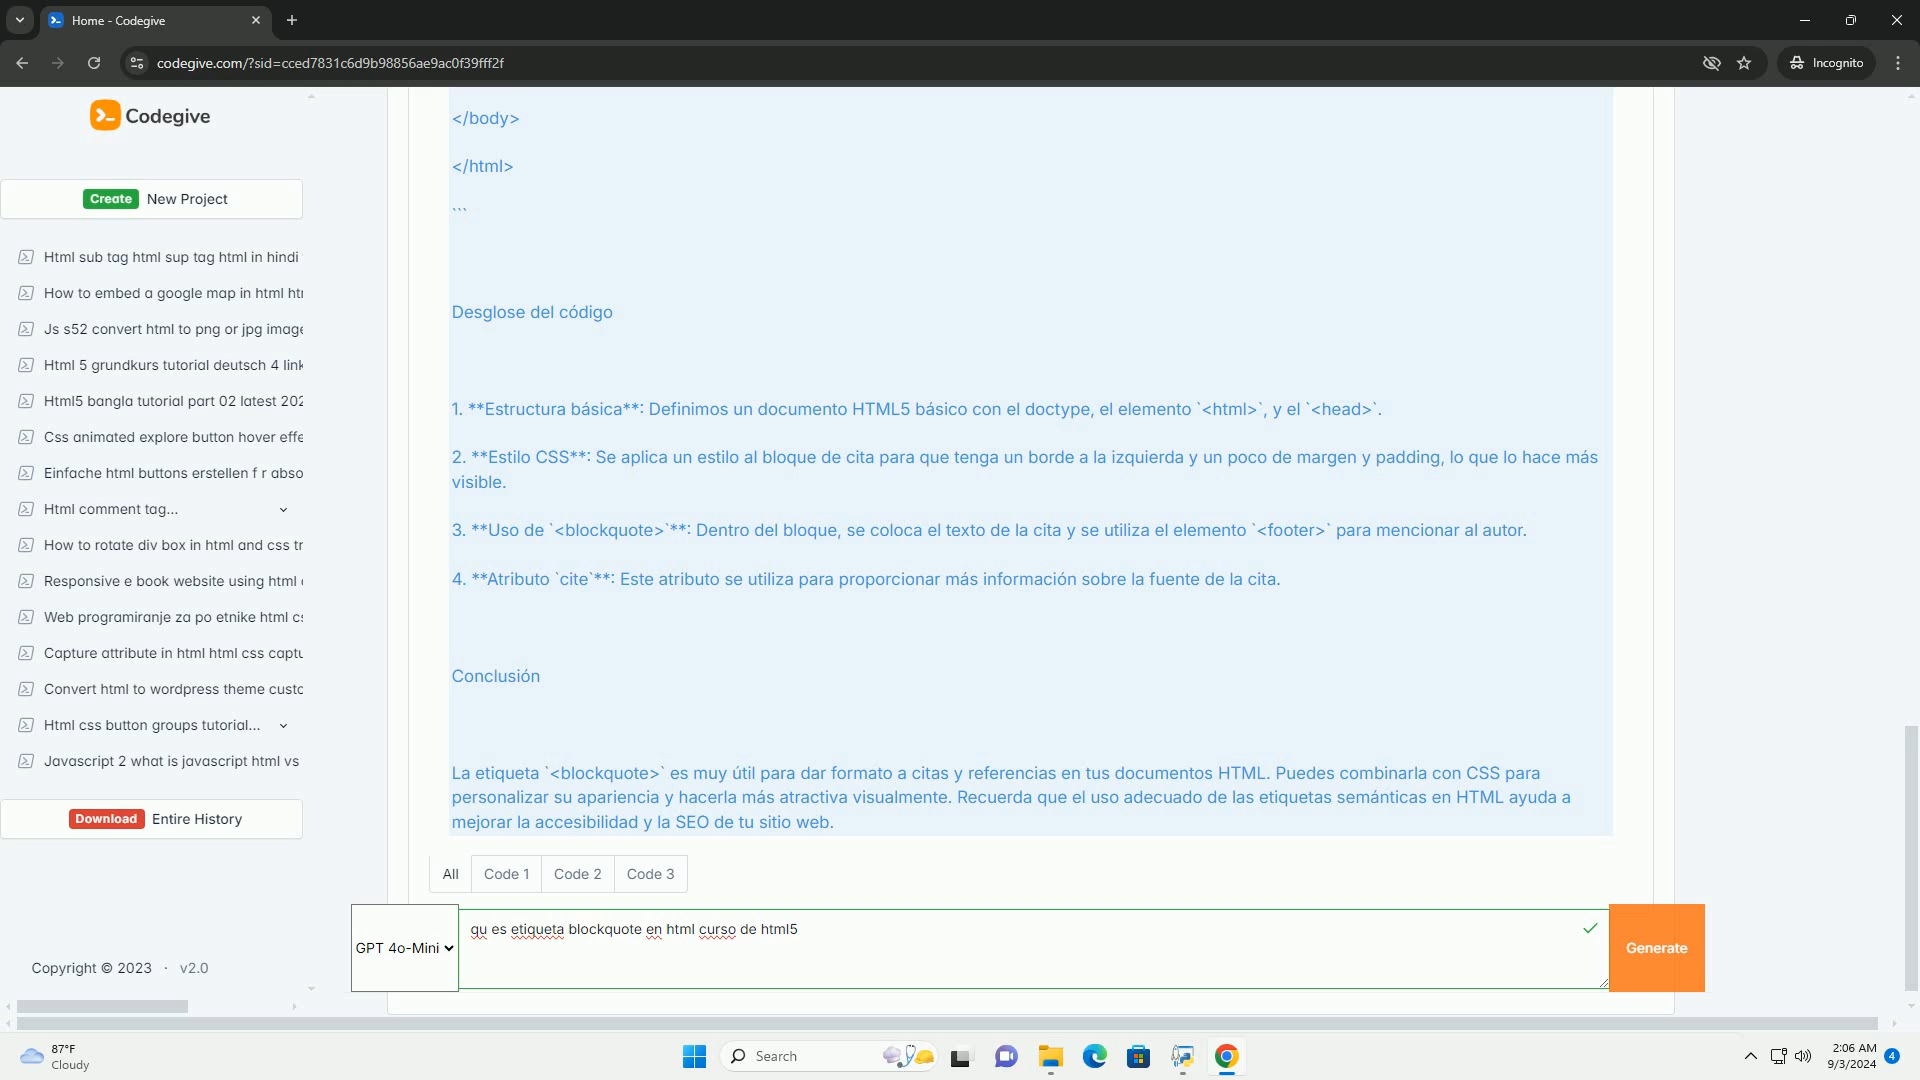 Home - Codegive
codegive.com/?sid=cced7831c6d9b98856ae9ac0f39fff2f
Incognito
Codegive
Create New Project
Html sub tag html sup tag html in hindi
How to embed a google map in html htr
Js s52 convert html to png or jpg image
Html 5 grundkurs tutorial deutsch 4 link
Html5 bangla tutorial part 02 latest 202
Css animated explore button hover effe
Einfache html buttons erstellen f r abso
Html comment tag...
How to rotate div box in html and css tr
Responsive e book website using html
Web programiranje za po etnike html cs
Capture attribute in html html css captu
Convert html to wordpress theme custo
Html css button groups tutorial...
Javascript 2 what is javascript html vs
Download Entire History
Copyright © 2023 · v2.0
</body>
</html>
```
Desglose del código
1. **Estructura básica**: Definimos un documento HTML5 básico con el doctype, el elemento `<html>`, y el `<head>`.
2. **Estilo CSS**: Se aplica un estilo al bloque de cita para que tenga un borde a la izquierda y un poco de margen y padding, lo que lo hace más
visible.
3. **Uso de `<blockquote>`**: Dentro del bloque, se coloca el texto de la cita y se utiliza el elemento `<footer>` para mencionar al autor.
4. **Atributo `cite`**: Este atributo se utiliza para proporcionar más información sobre la fuente de la cita.
Conclusión
La etiqueta `<blockquote>` es muy útil para dar formato a citas y referencias en tus documentos HTML. Puedes combinarla con CSS para
personalizar su apariencia y hacerla más atractiva visualmente. Recuerda que el uso adecuado de las etiquetas semánticas en HTML ayuda a
mejorar la accesibilidad y la SEO de tu sitio web.
All Code 1 Code 2 Code 3
GPT 4o-Mini
qu es etiqueta blockquote en html curso de html5
Generate
87°F
Cloudy
Search
2:06 AM
9/3/2024
4